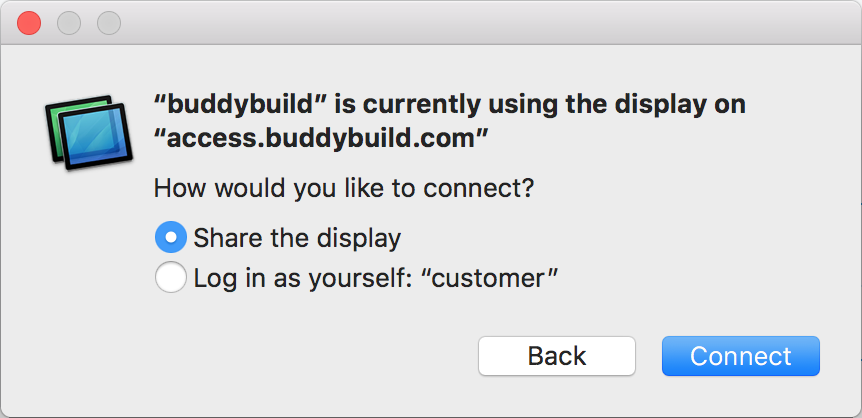 “buddybuild” is currently using the display on
“access.buddybuild.com”
How would you like to connect?
Share the display
Log in as yourself: “customer”
Back
Connect